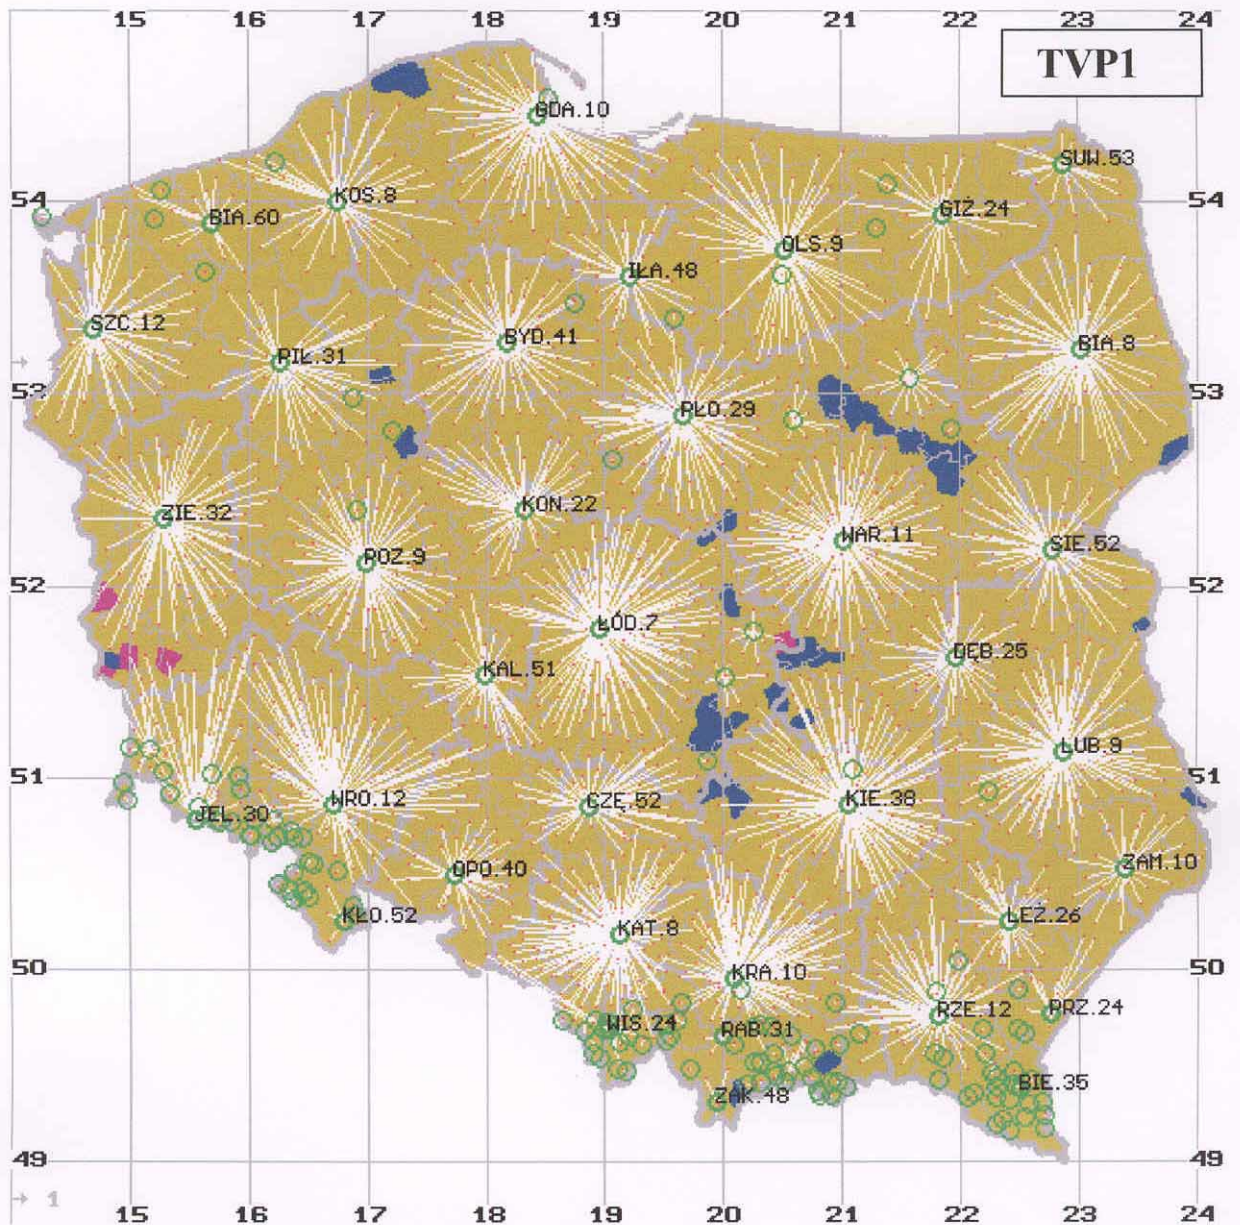 15 16 17 18 19 20 21 22 23 24
TVP1
GDA.10
SUW.53
54 KOS.8 54
GIŻ.24
BIA.60
OLS.9
IŁA.48
SZC.12
BYD.41 BIA.8
PIŁ.31
53 53
PŁO.29
KON.22
ZIE.32
WAR.11
SIE.52
POZ.9
52 52
ŁÓD.7
DĘB.25
KAL.51
LUB.9
51 51
WRO.12 CZĘ.52 KIE.38
JEL.30
ZAM.10
OPO.40
KŁO.52 LEŻ.26
KAT.8
50 KRA.10 50
RZE.12 PRZ.24
WIS.24 RAB.31
BIE.35
ZAK.48
49 49
→ 1
15 16 17 18 19 20 21 22 23 24